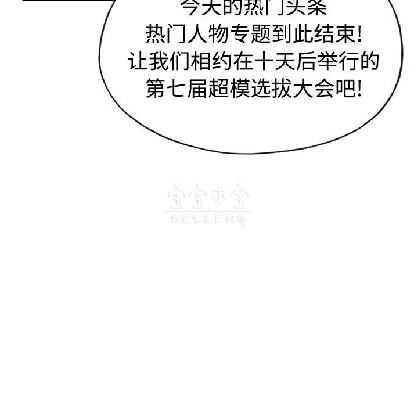 今天的热门头条
热门人物专题到此结束!
让我们相约在十天后举行的
第七届超模选拔大会吧!